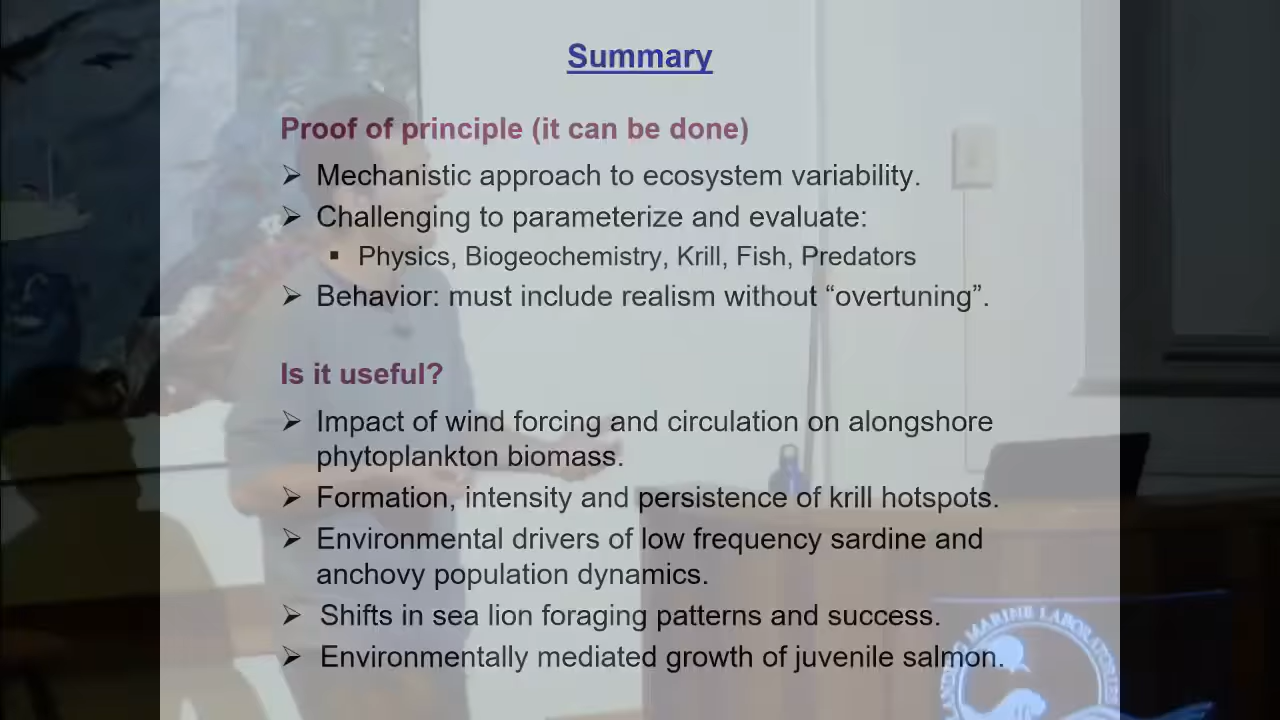 Summary
Proof of principle (it can be done)
➢ Mechanistic approach to ecosystem variability.
➢ Challenging to parameterize and evaluate:
▪ Physics, Biogeochemistry, Krill, Fish, Predators
➢ Behavior: must include realism without “overtuning”.
Is it useful?
➢ Impact of wind forcing and circulation on alongshore
phytoplankton biomass.
➢ Formation, intensity and persistence of krill hotspots.
➢ Environmental drivers of low frequency sardine and
anchovy population dynamics.
➢ Shifts in sea lion foraging patterns and success.
➢ Environmentally mediated growth of juvenile salmon.
MARINE LABORATORIES